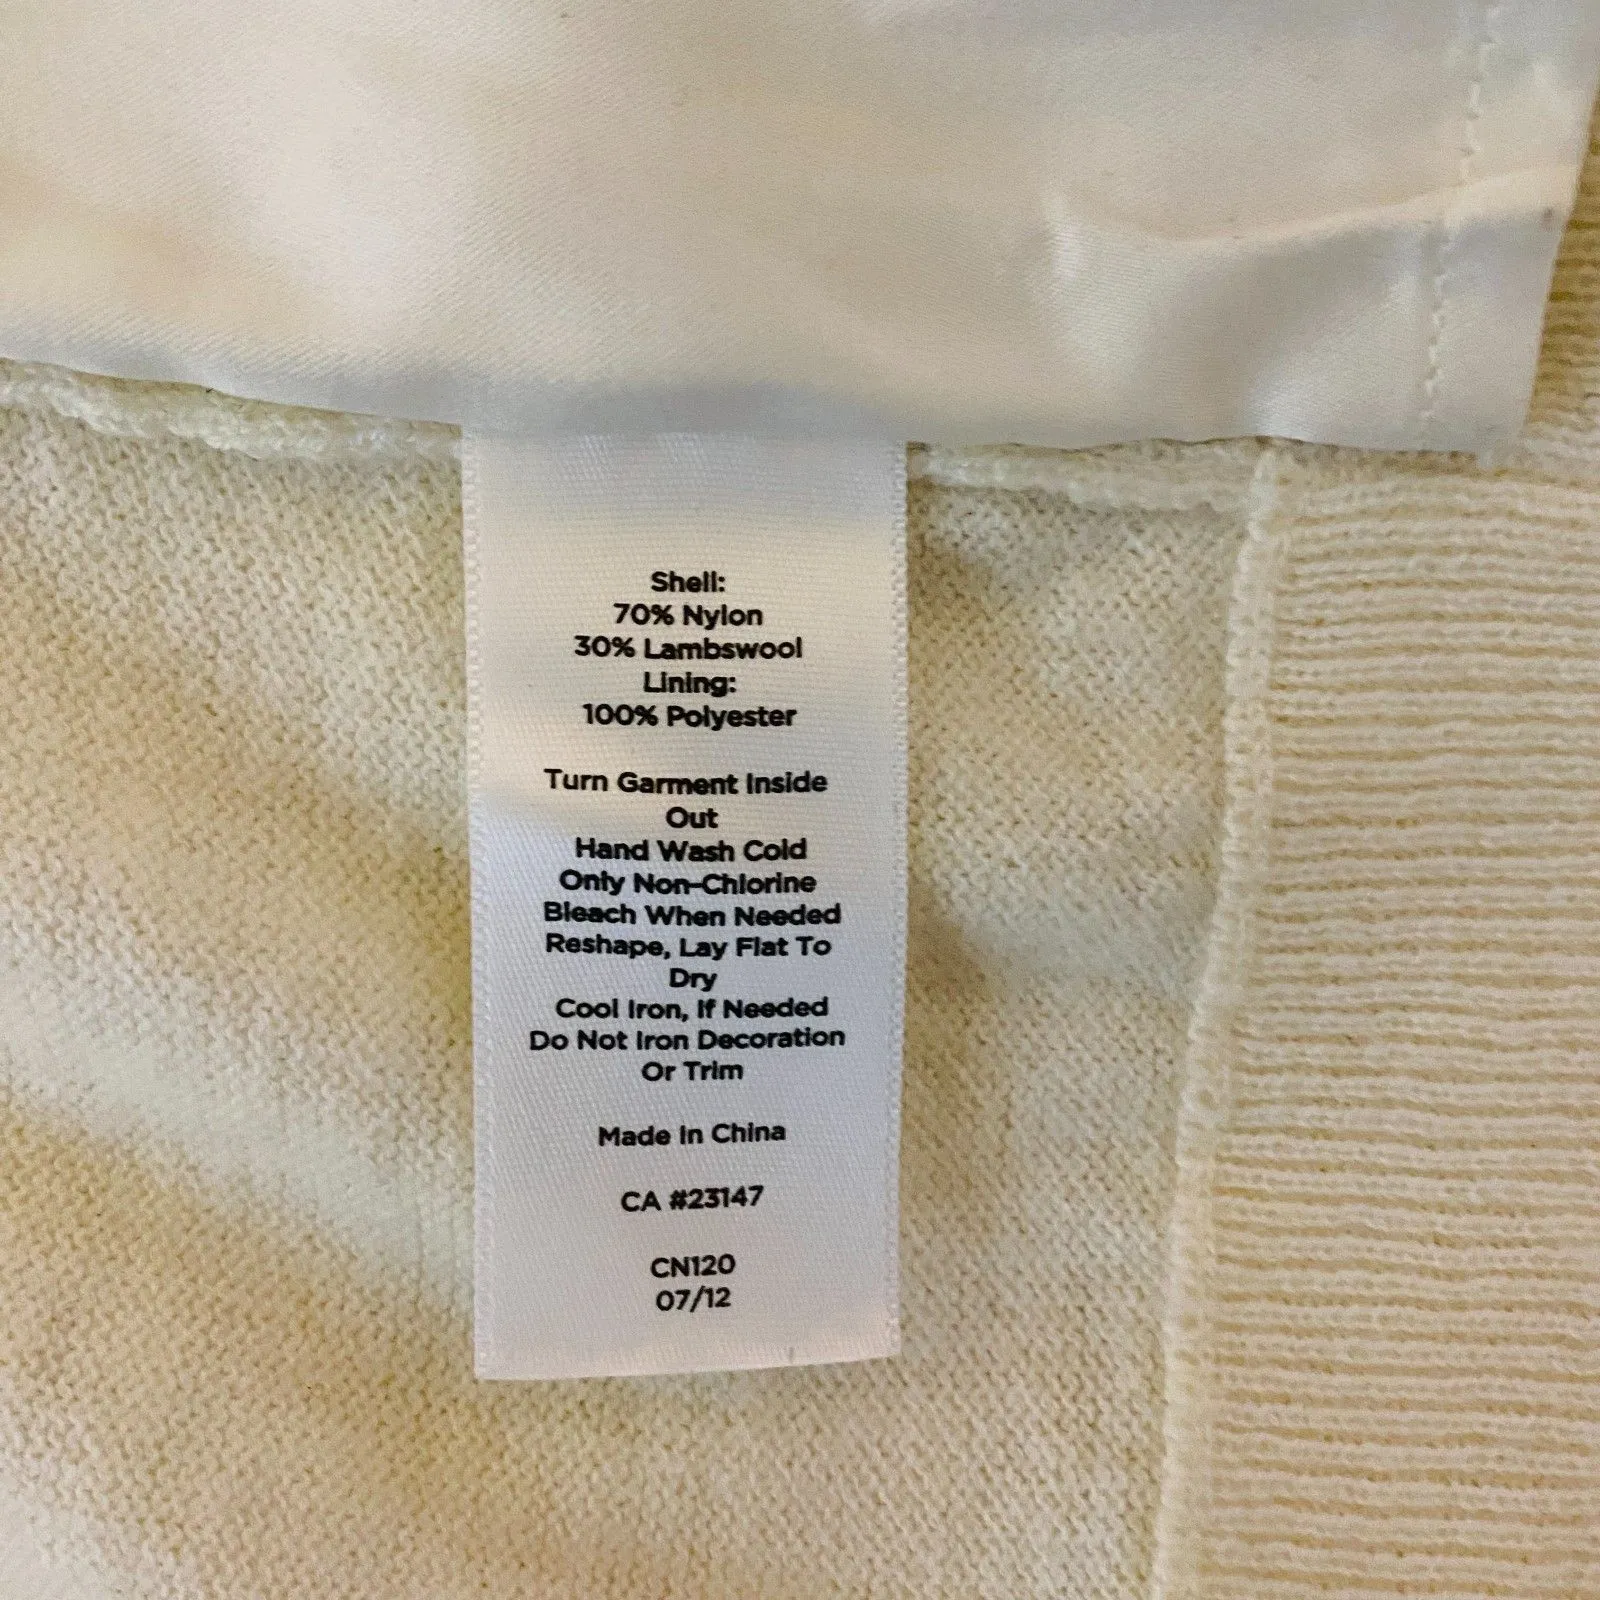 Shell:
70% Nylon
30% Lambswool
Lining:
100% Polyester
Turn Garment Inside
Out
Hand Wash Cold
Only Non-Chlorine
Bleach When Needed
Reshape, Lay Flat To
Dry
Cool Iron, If Needed
Do Not Iron Decoration
Or Trim
Made In China
CA #23147
CN120
07/12